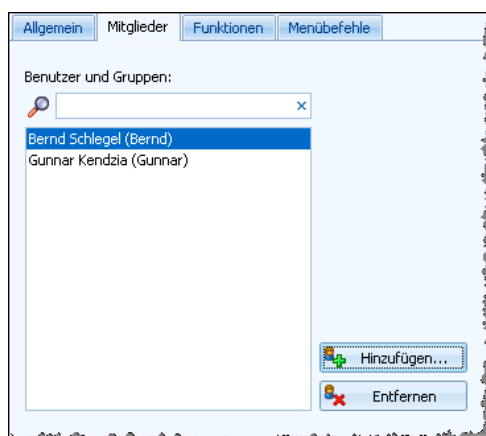 Allgemein Mitglieder Funktionen Menübefehle
Benutzer und Gruppen:
Bernd Schlegel (Bernd)
Gunnar Kendzia (Gunnar)
Hinzufügen...
Entfernen